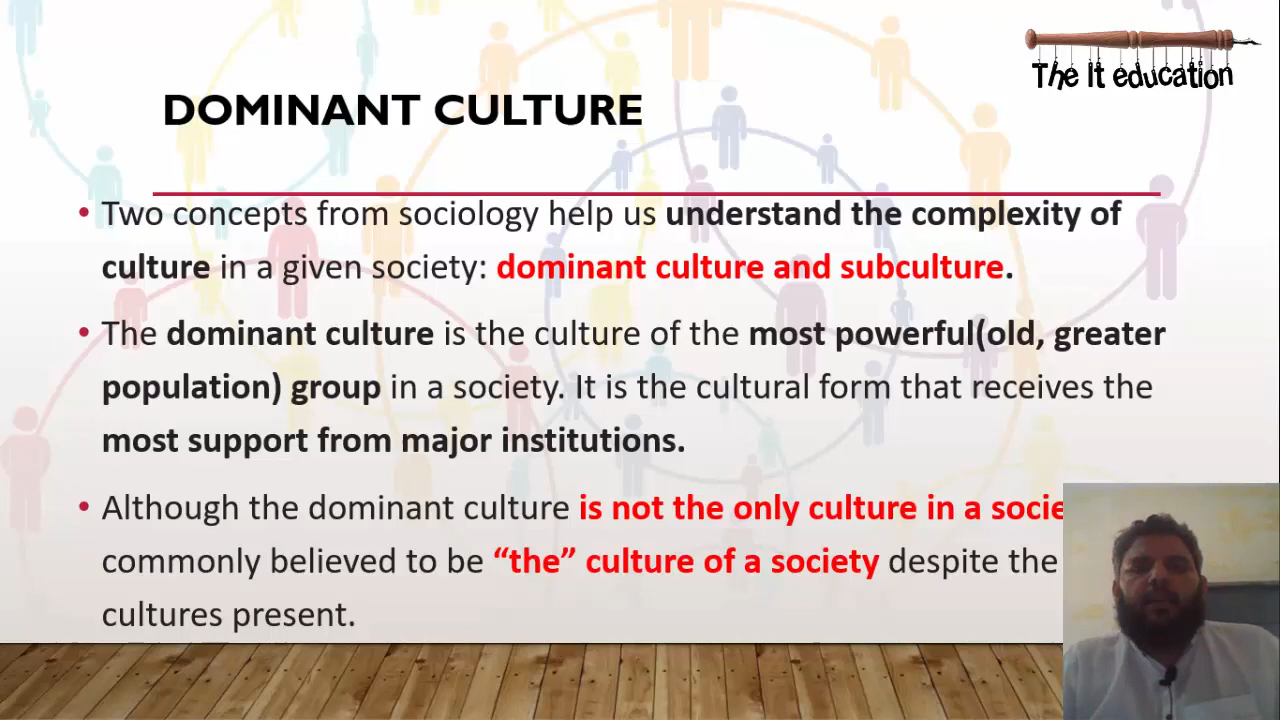 The It education
DOMINANT CULTURE
• Two concepts from sociology help us understand the complexity of
culture in a given society: dominant culture and subculture.
• The dominant culture is the culture of the most powerful(old, greater
population) group in a society. It is the cultural form that receives the
most support from major institutions.
• Although the dominant culture is not the only culture in a
commonly believed to be “the” culture of a society despite the
cultures present.